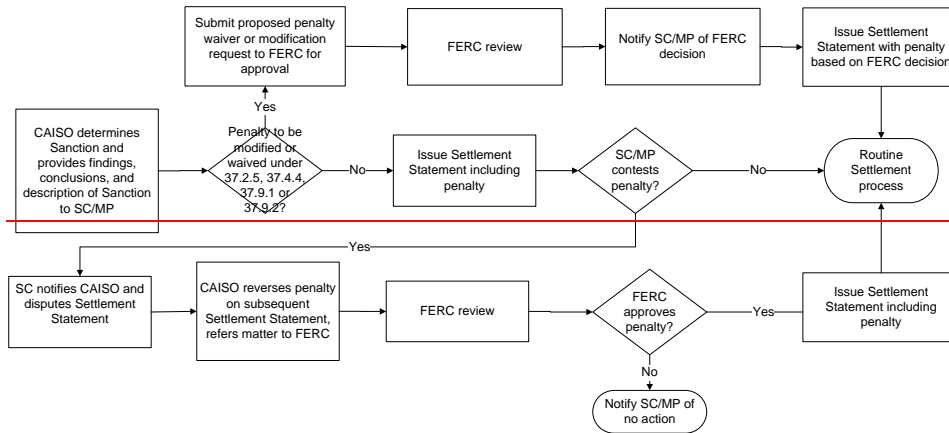 Submit proposed penalty
waiver or modification
request to FERC for
approval
FERC review
Notify SC/MP of FERC
decision
Issue Settlement
Statement with penalty
based on FERC decision
Yes
CAISO determines
Sanction and
provides findings,
conclusions, and
description of Sanction
to SC/MP
Penalty to be
modified or
waived under
37.2.5, 37.4.4,
37.9.1 or
37.9.2?
No
Issue Settlement
Statement including
penalty
SC/MP
contests
penalty?
No
Routine
Settlement
process
Yes
SC notifies CAISO and
disputes Settlement
Statement
CAISO reverses penalty
on subsequent
Settlement Statement,
refers matter to FERC
FERC review
FERC
approves
penalty?
Yes
Issue Settlement
Statement including
penalty
No
Notify SC/MP of
no action